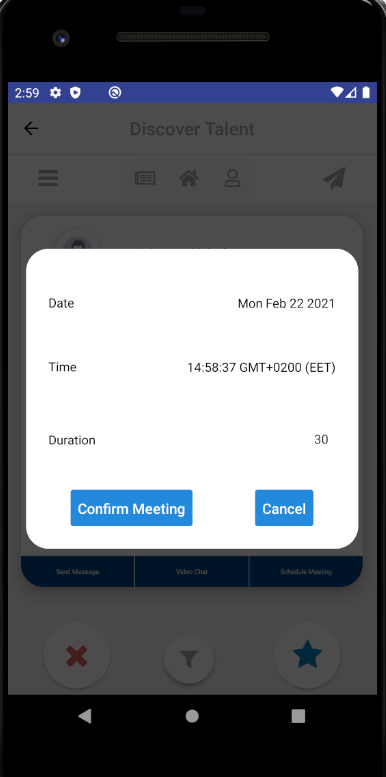 2:59
Discover Talent
Date
Mon Feb 22 2021
Time
14:58:37 GMT+0200 (EET)
Duration
30
Confirm Meeting
Cancel
Send Message
Video Chat
Schedule Meeting